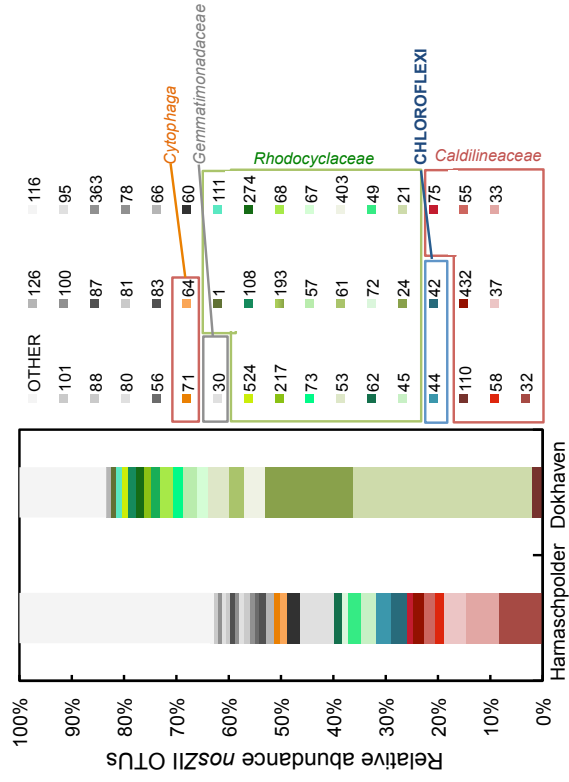 Relative abundance nosZII OTUs
100%
90%
80%
70%
60%
50%
40%
30%
20%
10%
0%
Harnaschpolder Dokhaven
OTHER 126 116
101 100 95
88 87 363
80 81 78
56 83 66
71 64 60
30 1 111
524 108 274
217 193 68
73 57 67
53 61 403
62 72 49
45 24 21
44 42 75
110 432 55
58 37 33
32
Cytophaga
Gemmatimonadaceae
Rhodocyclaceae
CHLOROFLEXI
Caldilineaceae